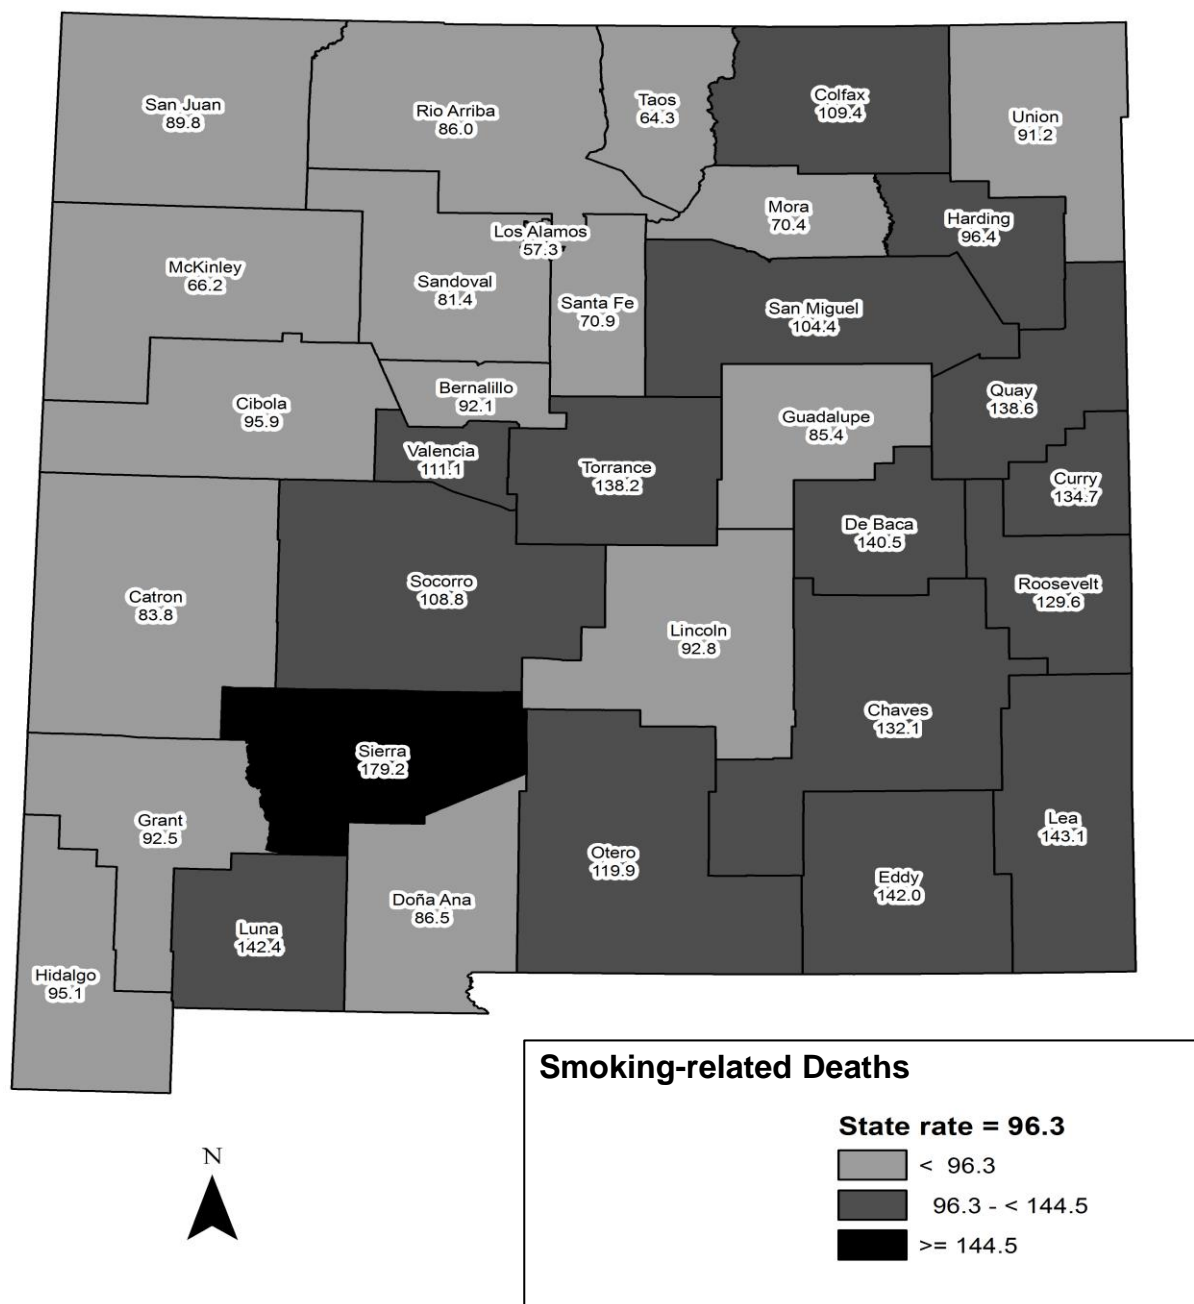 San Juan
89.8
Rio Arriba
86.0
Taos
64.3
Colfax
109.4
Union
91.2
Mora
70.4
Harding
96.4
Los Alamos
57.3
McKinley
66.2
Sandoval
81.4
Santa Fe
70.9
San Miguel
104.4
Cibola
95.9
Bernalillo
92.1
Guadalupe
85.4
Quay
138.6
Valencia
111.1
Torrance
138.2
Curry
134.7
De Baca
140.5
Catron
83.8
Socorro
108.8
Roosevelt
129.6
Lincoln
92.8
Chaves
132.1
Sierra
179.2
Grant
92.5
Lea
143.1
Otero
119.9
Eddy
142.0
Doña Ana
86.5
Luna
142.4
Hidalgo
95.1
Smoking-related Deaths
State rate = 96.3
< 96.3
96.3 - < 144.5
>= 144.5
N